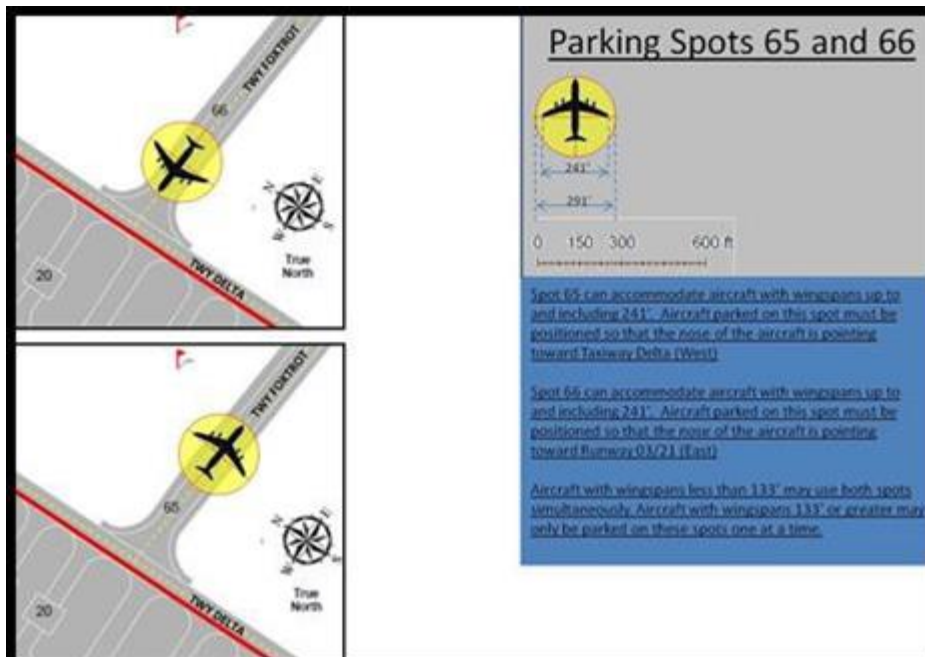 Parking Spots 65 and 66
241'
291'
0 150 300 600 ft
Spot 65 can accommodate aircraft with wingspans up to
and including 241'. Aircraft parked on this spot must be
positioned so that the nose of the aircraft is pointing
toward Taxiway Delta (West)
Spot 66 can accommodate aircraft with wingspans up to
and including 241'. Aircraft parked on this spot must be
positioned so that the nose of the aircraft is pointing
toward Runway 03/21 (East)
Aircraft with wingspans less than 133' may use both spots
simultaneously. Aircraft with wingspans 133' or greater may
only be parked on these spots one at a time.
TWY FOXTROT
66
N
E
W
S
True
North
20
TWY DELTA
TWY FOXTROT
65
N
E
W
S
True
North
20
TWY DELTA